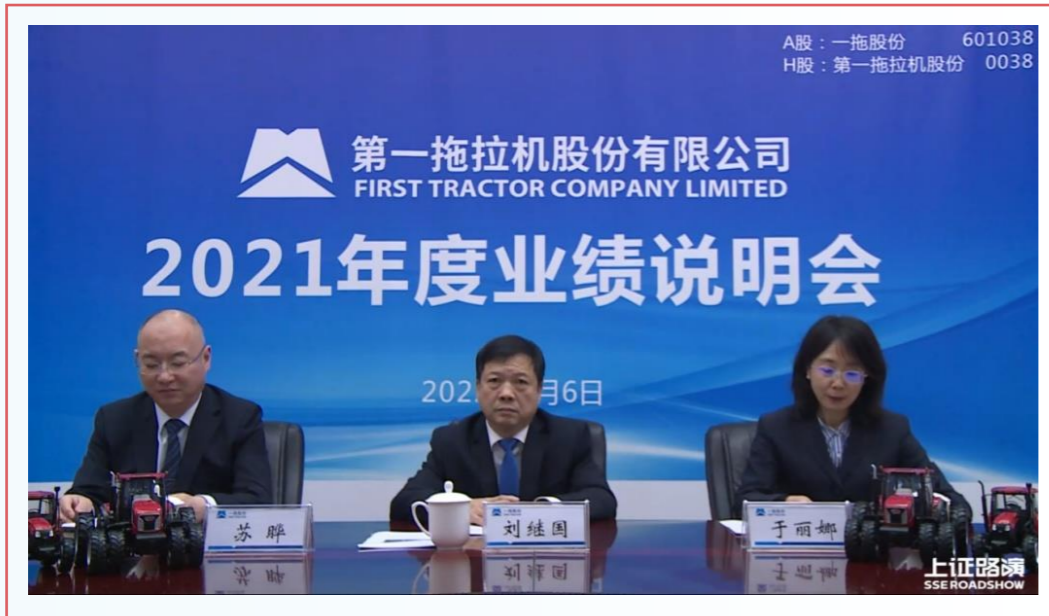 A股：一拖股份 601038
H股：第一拖拉机股份 0038
第一拖拉机股份有限公司
FIRST TRACTOR COMPANY LIMITED
2021年度业绩说明会
202 月6日
苏晔
刘继国
于丽娜
上证路演
SSE ROADSHOW